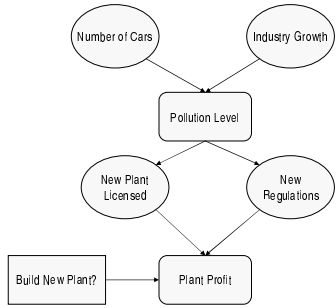 Number of Cars
Industry Growth
Pollution Level
New Plant
Licensed
New
Regulations
Build New Plant?
Plant Profit